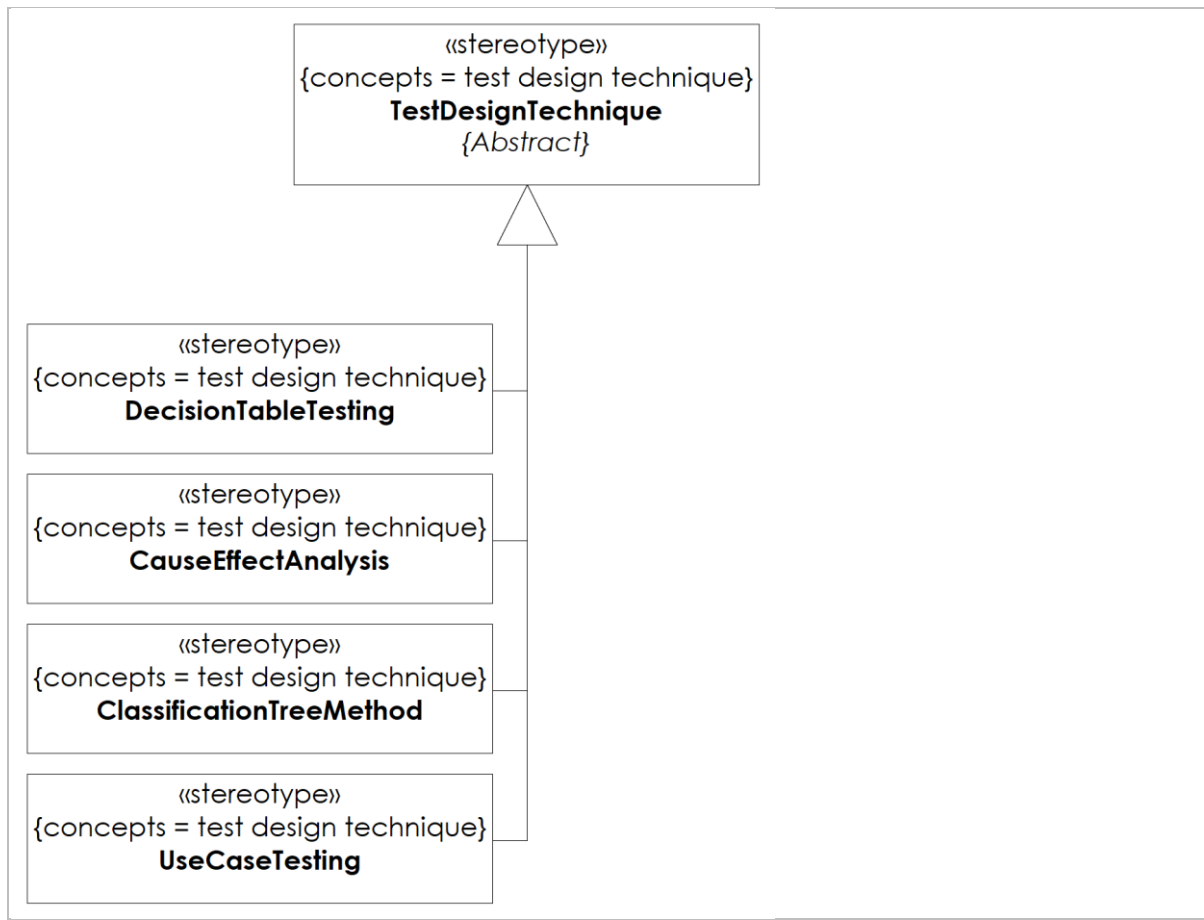 «stereotype»
{concepts = test design technique}
TestDesignTechnique
{Abstract}
«stereotype»
{concepts = test design technique}
DecisionTableTesting
«stereotype»
{concepts = test design technique}
CauseEffectAnalysis
«stereotype»
{concepts = test design technique}
ClassificationTreeMethod
«stereotype»
{concepts = test design technique}
UseCaseTesting